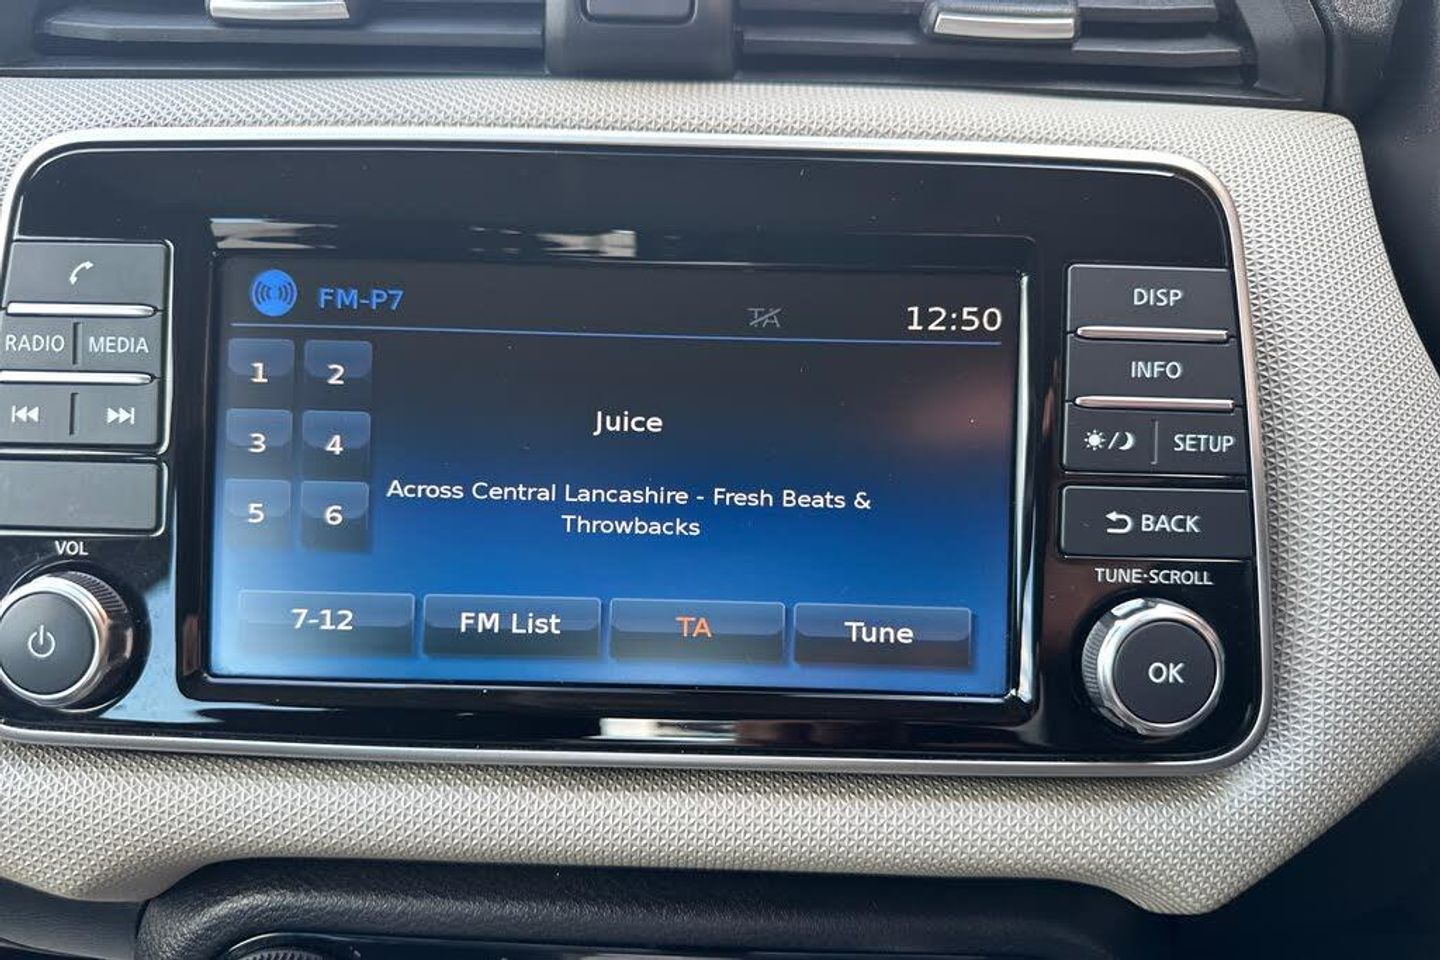 FM-P7
TA
12:50
1
2
3
4
5
6
Juice
Across Central Lancashire - Fresh Beats &
Throwbacks
7-12
FM List
TA
Tune
RADIO
MEDIA
VOL
DISP
INFO
SETUP
BACK
TUNE·SCROLL
OK